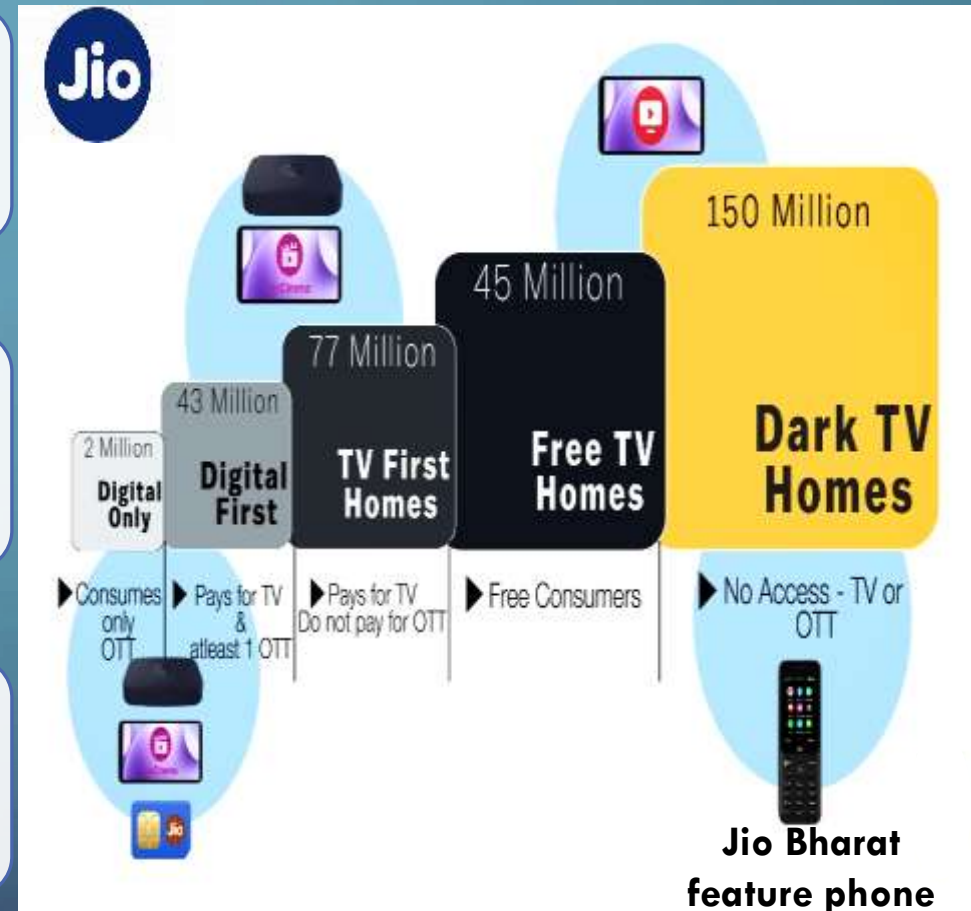 Jio
2 Million
Digital
Only
43 Million
Digital
First
77 Million
TV First
Homes
45 Million
Free TV
Homes
150 Million
Dark TV
Homes
Consumes
only
OTT
Pays for TV
&
atleast 1 OTT
Pays for TV
Do not pay for OTT
Free Consumers
No Access - TV or
OTT
Jio
Jio Bharat
feature phone